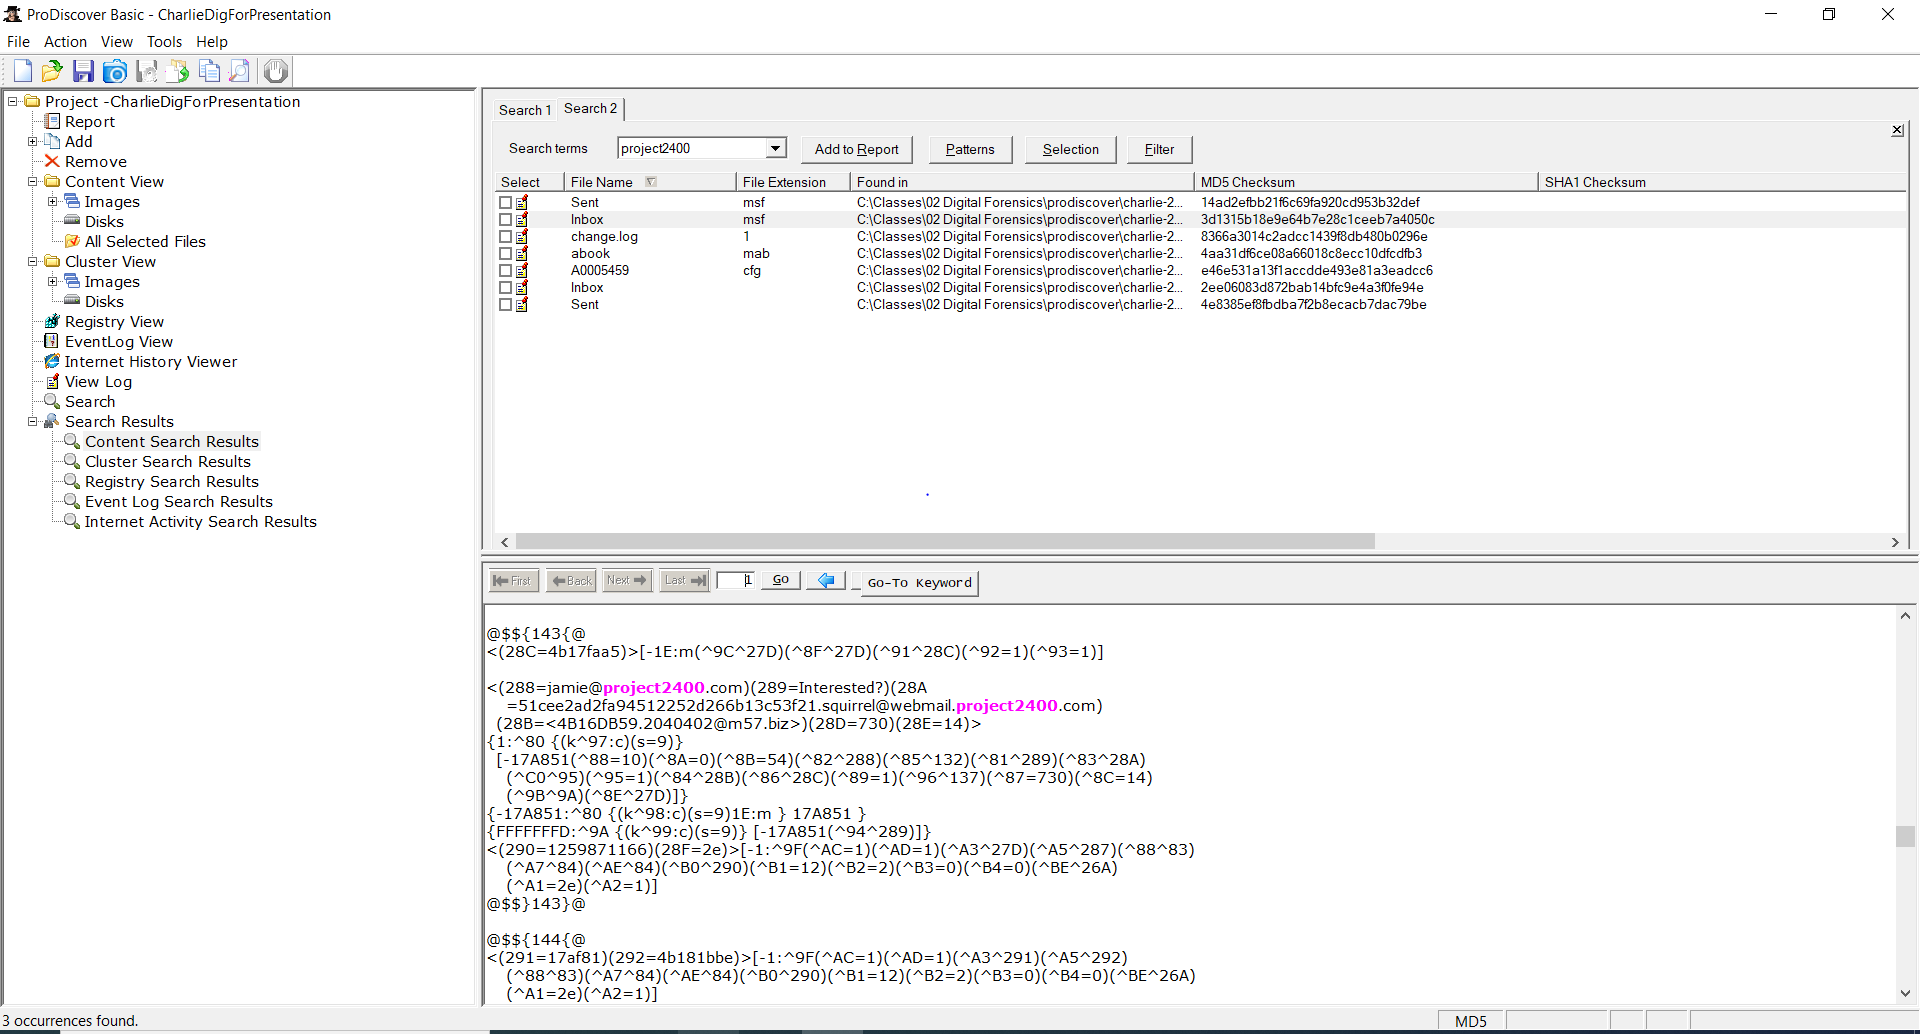 ProDiscover Basic - CharlieDigForPresentation
File Action View Tools Help
Project -CharlieDigForPresentation
Report
Add
Remove
Content View
Images
Disks
All Selected Files
Cluster View
Images
Disks
Registry View
EventLog View
Internet History Viewer
View Log
Search
Search Results
Content Search Results
Cluster Search Results
Registry Search Results
Event Log Search Results
Internet Activity Search Results
Search 1 Search 2
Search terms project2400 Add to Report Patterns Selection Filter
Select File Name File Extension Found in MD5 Checksum SHA1 Checksum
Sent msf C:\Classes\02 Digital Forensics\prodiscover\charlie-2... 14ad2efbb21f6c69fa920cd953b32def
Inbox msf C:\Classes\02 Digital Forensics\prodiscover\charlie-2... 3d1315b18e9e64b7e28c1ceeb7a4050c
change.log 1 C:\Classes\02 Digital Forensics\prodiscover\charlie-2... 8366a3014c2adcc1439f8db480b0296e
abook mab C:\Classes\02 Digital Forensics\prodiscover\charlie-2... 4aa31df6ce08a66018c8ecc10dfcdfb3
A0005459 cfg C:\Classes\02 Digital Forensics\prodiscover\charlie-2... e46e531a13f1accdde493e81a3eadcc6
Inbox C:\Classes\02 Digital Forensics\prodiscover\charlie-2... 2ee06083d872bab14bfc9e4a3f0fe94e
Sent C:\Classes\02 Digital Forensics\prodiscover\charlie-2... 4e8385ef8fbdba7f2b8ecacb7dac79be
First Back Next Last 1 Go Go-To Keyword
@$${143{@
<(28C=4b17faa5)>[-1E:m(^9C^27D)(^8F^27D)(^91^28C)(^92=1)(^93=1)]
<(288=jamie@project2400.com)(289=Interested?)(28A
=51cee2ad2fa94512252d266b13c53f21.squirrel@webmail.project2400.com)
(28B=<4B16DB59.2040402@m57.biz>)(28D=730)(28E=14)>
{1:^80 {(k^97:c)(s=9)}
[-17A851(^88=10)(^8A=0)(^8B=54)(^82^288)(^85^132)(^81^289)(^83^28A)
(^C0^95)(^95=1)(^84^28B)(^86^28C)(^89=1)(^96^137)(^87=730)(^8C=14)
(^9B^9A)(^8E^27D)]}
{-17A851:^80 {(k^98:c)(s=9)1E:m } 17A851 }
{FFFFFFFD:^9A {(k^99:c)(s=9)} [-17A851(^94^289)]}
<(290=1259871166)(28F=2e)>[-1:^9F(^AC=1)(^AD=1)(^A3^27D)(^A5^287)(^88^83)
(^A7^84)(^AE^84)(^B0^290)(^B1=12)(^B2=2)(^B3=0)(^B4=0)(^BE^26A)
(^A1=2e)(^A2=1)]
@$$}143}@
@$${144{@
<(291=17af81)(292=4b181bbe)>[-1:^9F(^AC=1)(^AD=1)(^A3^291)(^A5^292)
(^88^83)(^A7^84)(^AE^84)(^B0^290)(^B1=12)(^B2=2)(^B3=0)(^B4=0)(^BE^26A)
(^A1=2e)(^A2=1)]
3 occurrences found. MD5